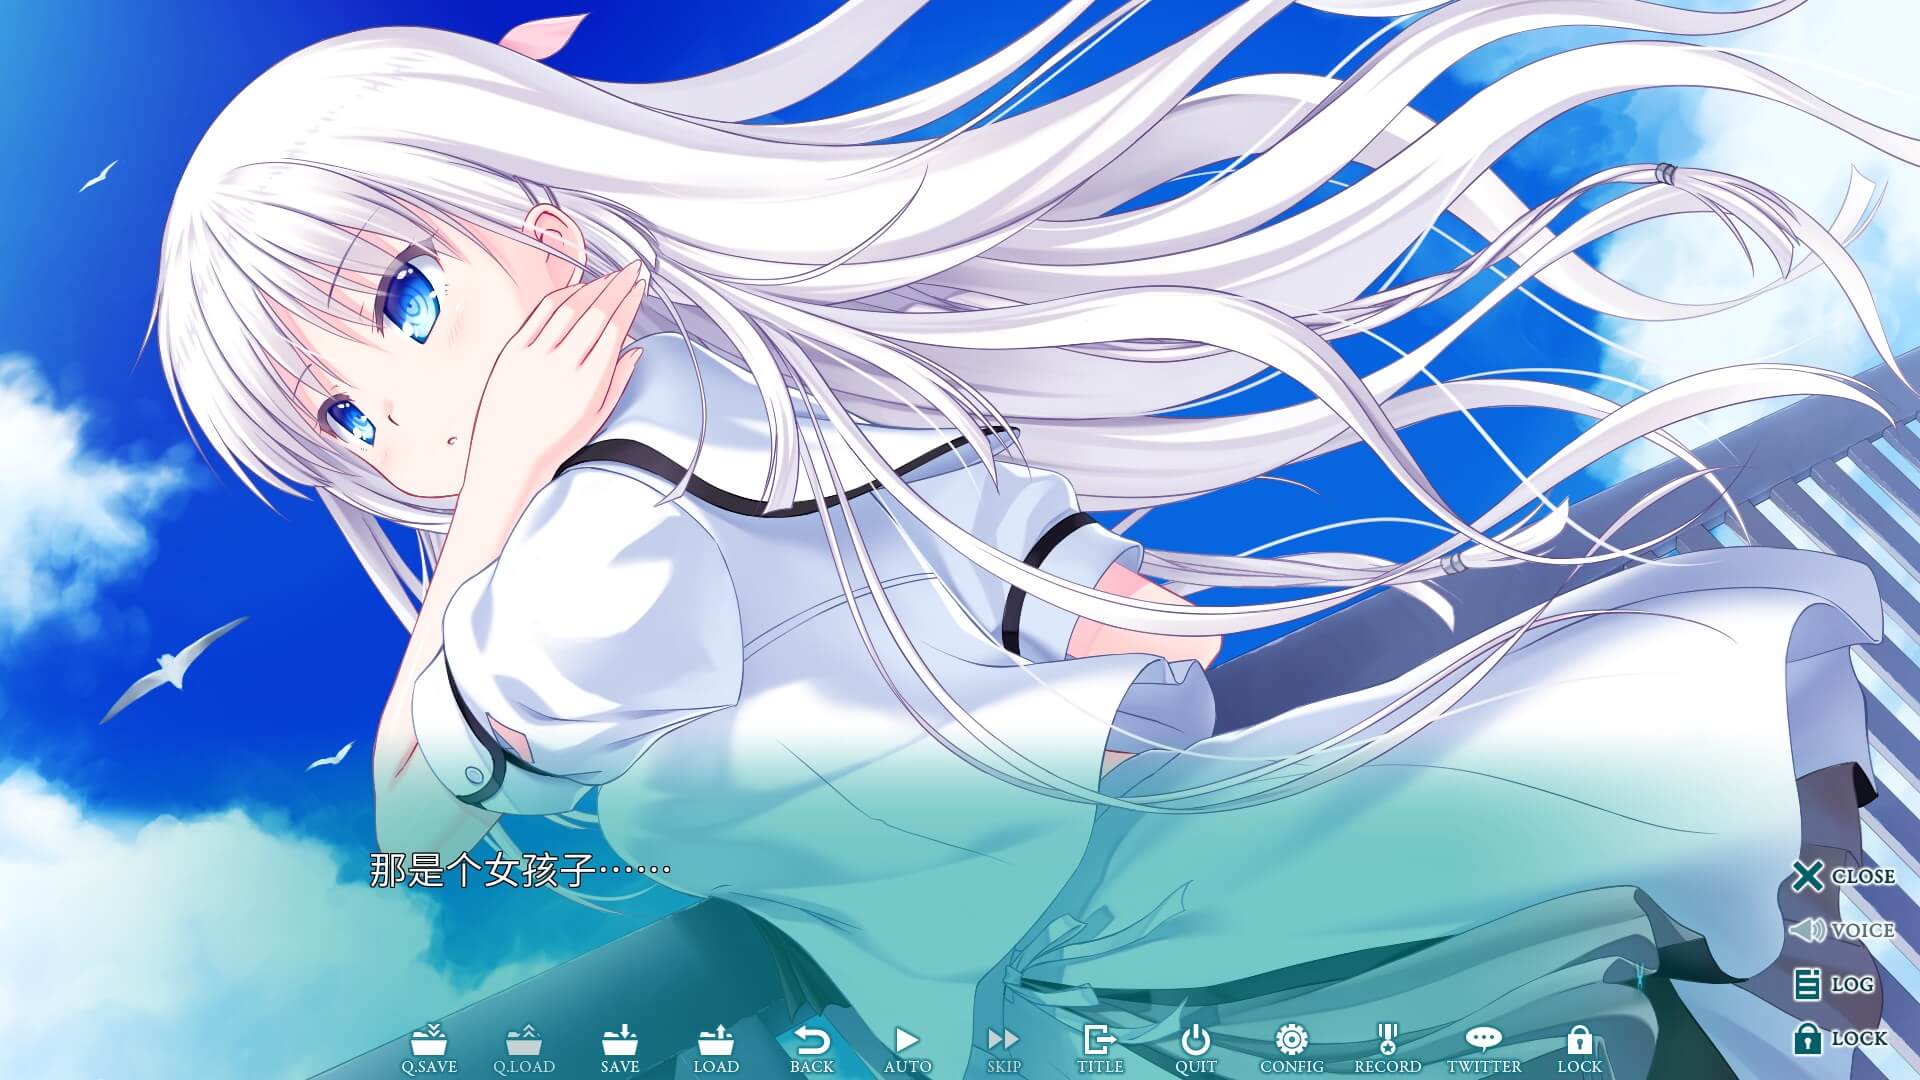 那是个女孩子……
CLOSE
VOICE
LOG
LOCK
Q.SAVE
Q.LOAD
SAVE
LOAD
BACK
AUTO
SKIP
TITLE
QUIT
CONFIG
RECORD
TWITTER
LOCK